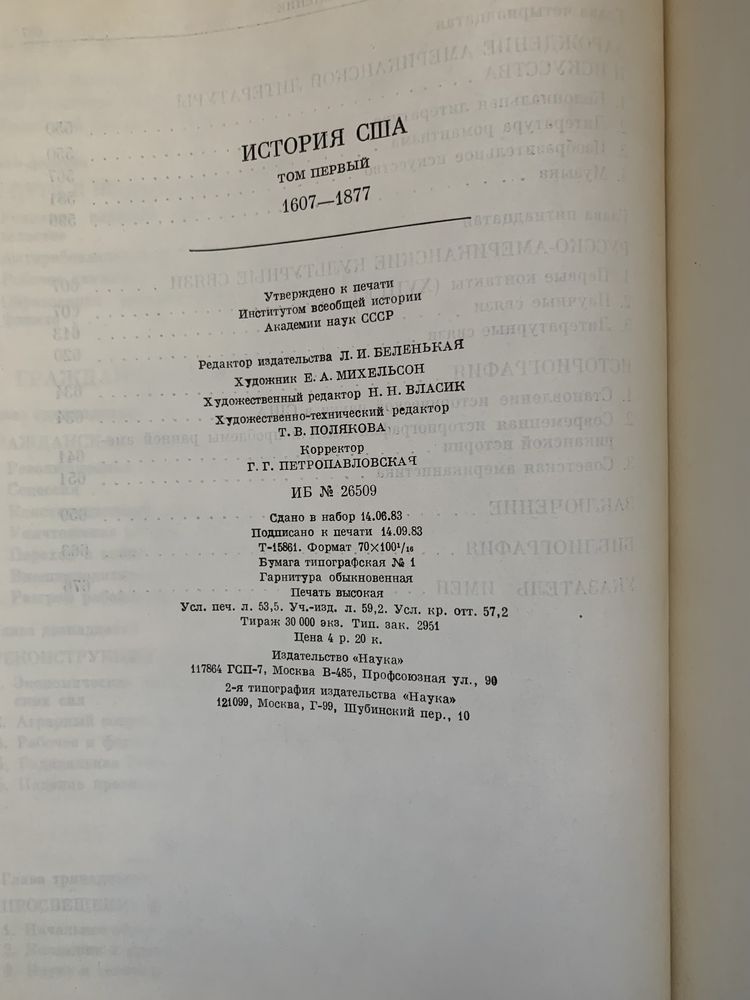 ИСТОРИЯ США
ТОМ ПЕРВЫЙ
1607—1877
Утверждено к печати
Институтом всеобщей истории
Академии наук СССР
Редактор издательства Л. И. БЕЛЕНЬКАЯ
Художник Е. А. МИХЕЛЬСОН
Художественный редактор Н. Н. ВЛАСИК
Художественно-технический редактор
Т. В. ПОЛЯКОВА
Корректор
Г. Г. ПЕТРОПАВЛОВСКАЯ
ИБ № 26509
Сдано в набор 14.06.83
Подписано к печати 14.09.83
Т-15861. Формат 70×100¹/₁₆
Бумага типографская № 1
Гарнитура обыкновенная
Печать высокая
Усл. печ. л. 53,5. Уч.-изд. л. 59,2. Усл. кр. отт. 57,2
Тираж 30 000 экз. Тип. зак. 2951
Цена 4 р. 20 к.
Издательство «Наука»
117864 ГСП-7, Москва В-485, Профсоюзная ул., 90
2-я типография издательства «Наука»
121099, Москва, Г-99, Шубинский пер., 10